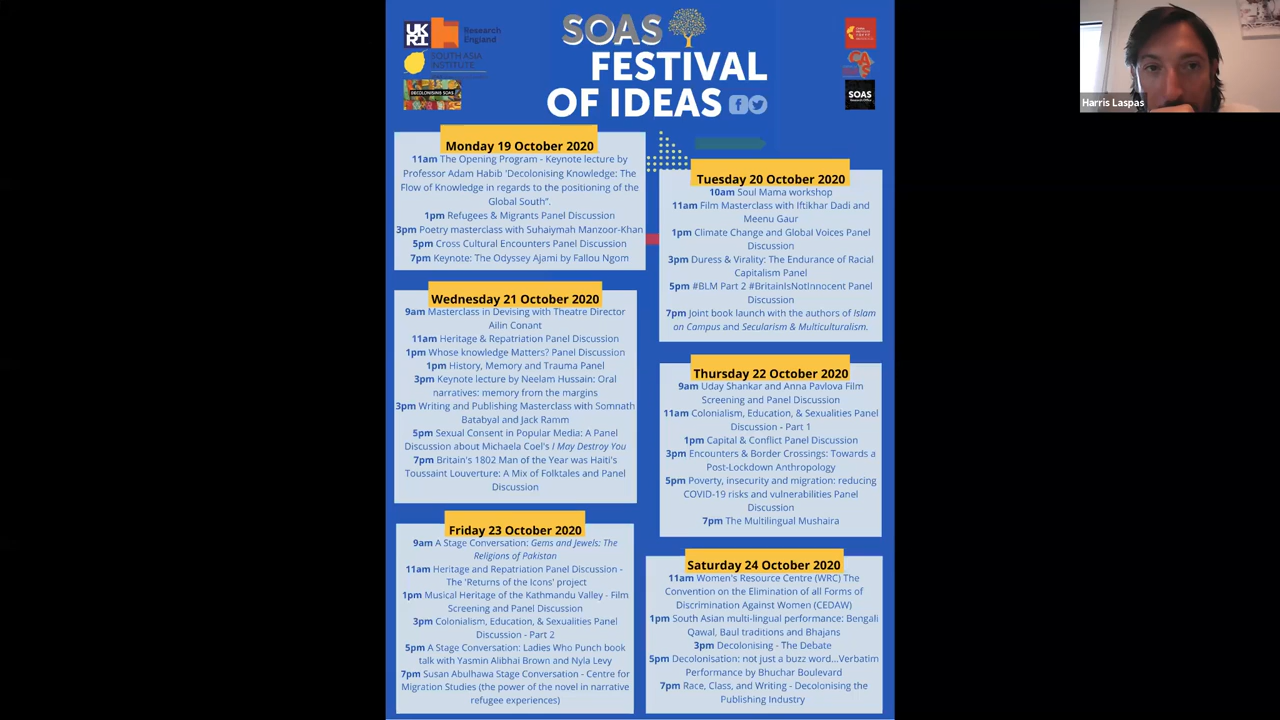 UK
RI
Research
England
SOUTH ASIA
INSTITUTE
DECOLONISING SOAS
SOAS
FESTIVAL
OF IDEAS
SOAS
Harris Laspas
Monday 19 October 2020
11am The Opening Program - Keynote lecture by
Professor Adam Habib 'Decolonising Knowledge: The
Flow of Knowledge in regards to the positioning of the
Global South”.
1pm Refugees & Migrants Panel Discussion
3pm Poetry masterclass with Suhaiymah Manzoor-Khan
5pm Cross Cultural Encounters Panel Discussion
7pm Keynote: The Odyssey Ajami by Fallou Ngom
Tuesday 20 October 2020
10am Soul Mama workshop
11am Film Masterclass with Iftikhar Dadi and
Meenu Gaur
1pm Climate Change and Global Voices Panel
Discussion
3pm Duress & Virality: The Endurance of Racial
Capitalism Panel
5pm #BLM Part 2 #BritainIsNotInnocent Panel
Discussion
7pm Joint book launch with the authors of Islam
on Campus and Secularism & Multiculturalism.
Wednesday 21 October 2020
9am Masterclass in Devising with Theatre Director
Ailin Conant
11am Heritage & Repatriation Panel Discussion
1pm Whose knowledge Matters? Panel Discussion
1pm History, Memory and Trauma Panel
3pm Keynote lecture by Neelam Hussain: Oral
narratives: memory from the margins
3pm Writing and Publishing Masterclass with Somnath
Batabyal and Jack Ramm
5pm Sexual Consent in Popular Media: A Panel
Discussion about Michaela Coel's I May Destroy You
7pm Britain's 1802 Man of the Year was Haiti's
Toussaint Louverture: A Mix of Folktales and Panel
Discussion
Thursday 22 October 2020
9am Uday Shankar and Anna Pavlova Film
Screening and Panel Discussion
11am Colonialism, Education, & Sexualities Panel
Discussion - Part 1
1pm Capital & Conflict Panel Discussion
3pm Encounters & Border Crossings: Towards a
Post-Lockdown Anthropology
5pm Poverty, insecurity and migration: reducing
COVID-19 risks and vulnerabilities Panel
Discussion
7pm The Multilingual Mushaira
Friday 23 October 2020
9am A Stage Conversation: Gems and Jewels: The
Religions of Pakistan
11am Heritage and Repatriation Panel Discussion -
The 'Returns of the Icons' project
1pm Musical Heritage of the Kathmandu Valley - Film
Screening and Panel Discussion
3pm Colonialism, Education, & Sexualities Panel
Discussion - Part 2
5pm A Stage Conversation: Ladies Who Punch book
talk with Yasmin Alibhai Brown and Nyla Levy
7pm Susan Abulhawa Stage Conversation - Centre for
Migration Studies (the power of the novel in narrative
refugee experiences)
Saturday 24 October 2020
11am Women's Resource Centre (WRC) The
Convention on the Elimination of all Forms of
Discrimination Against Women (CEDAW)
1pm South Asian multi-lingual performance: Bengali
Qawal, Baul traditions and Bhajans
3pm Decolonising - The Debate
5pm Decolonisation: not just a buzz word...Verbatim
Performance by Bhuchar Boulevard
7pm Race, Class, and Writing - Decolonising the
Publishing Industry